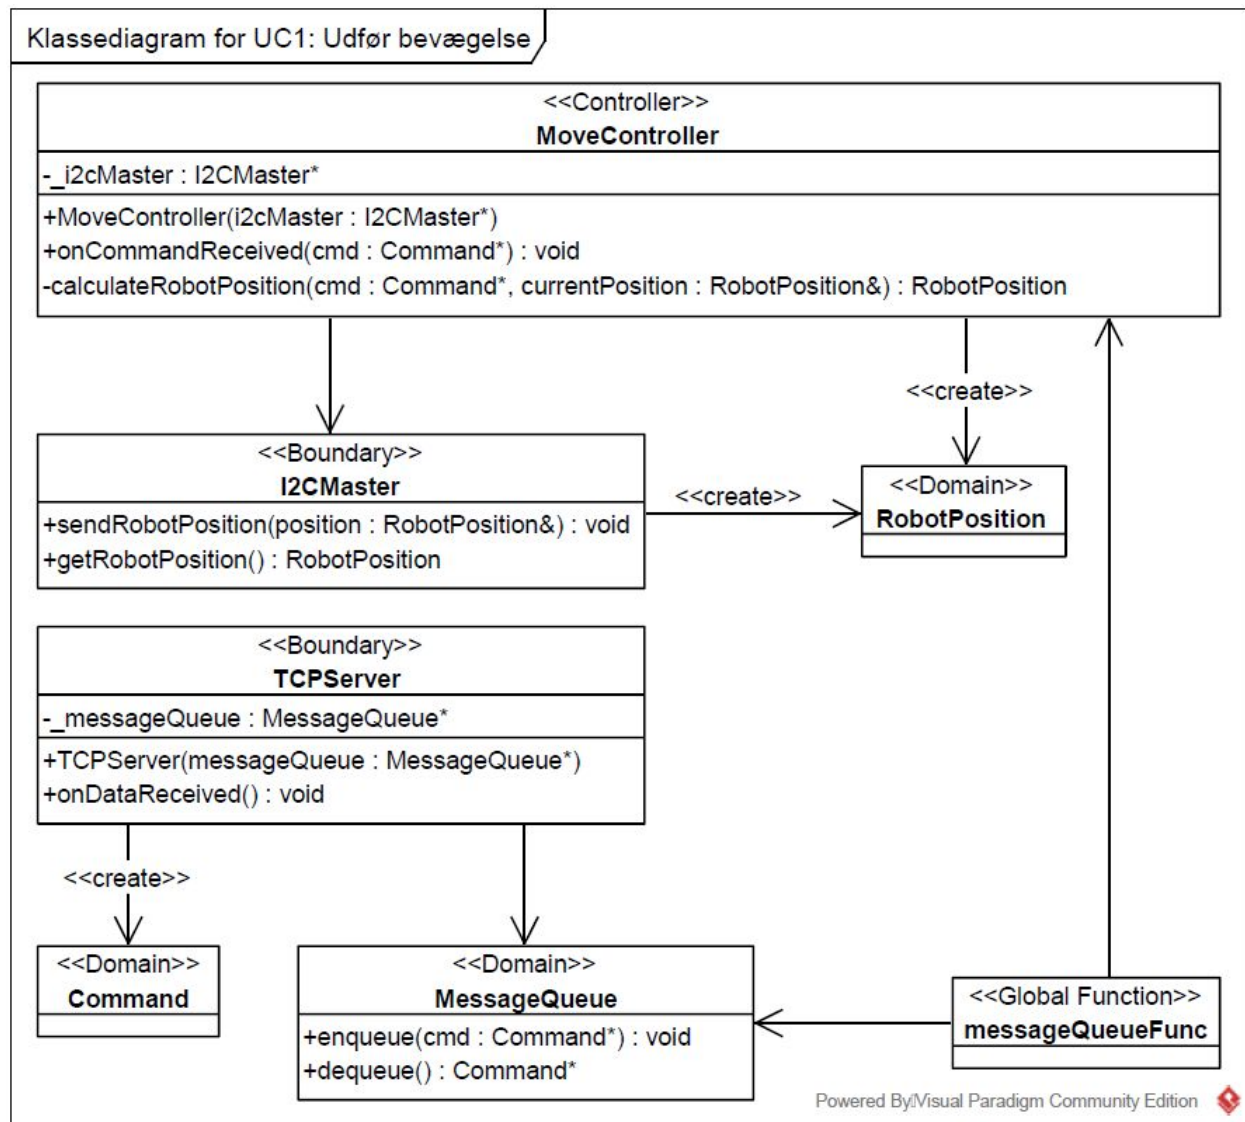 Klassediagram for UC1: Udfør bevægelse
<<Controller>>
MoveController
-_i2cMaster : I2CMaster*
+MoveController(i2cMaster : I2CMaster*)
+onCommandReceived(cmd : Command*) : void
-calculateRobotPosition(cmd : Command*, currentPosition : RobotPosition&) : RobotPosition
<<create>>
<<Boundary>>
I2CMaster
+sendRobotPosition(position : RobotPosition&) : void
+getRobotPosition() : RobotPosition
<<create>>
<<Domain>>
RobotPosition
<<Boundary>>
TCPServer
-_messageQueue : MessageQueue*
+TCPServer(messageQueue : MessageQueue*)
+onDataReceived() : void
<<create>>
<<Domain>>
Command
<<Domain>>
MessageQueue
+enqueue(cmd : Command*) : void
+dequeue() : Command*
<<Global Function>>
messageQueueFunc
Powered By Visual Paradigm Community Edition